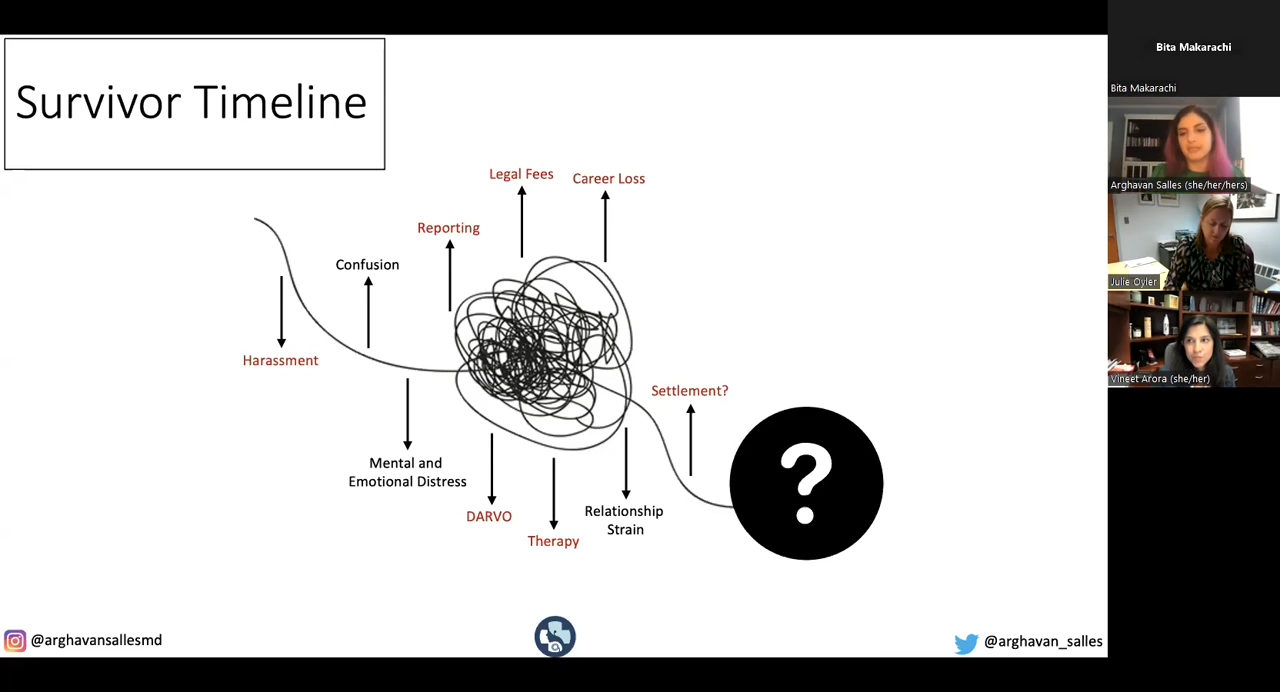 Survivor Timeline
Legal Fees
Career Loss
Reporting
Confusion
Harassment
Settlement?
Mental and
Emotional Distress
DARVO
Relationship
Strain
Therapy
?
@arghavansallesmd
@arghavan_salles
Bita Makarachi
Bita Makarachi
Arghavan Salles (she/her/hers)
Julie Oyler
Vineet Arora (she/her)